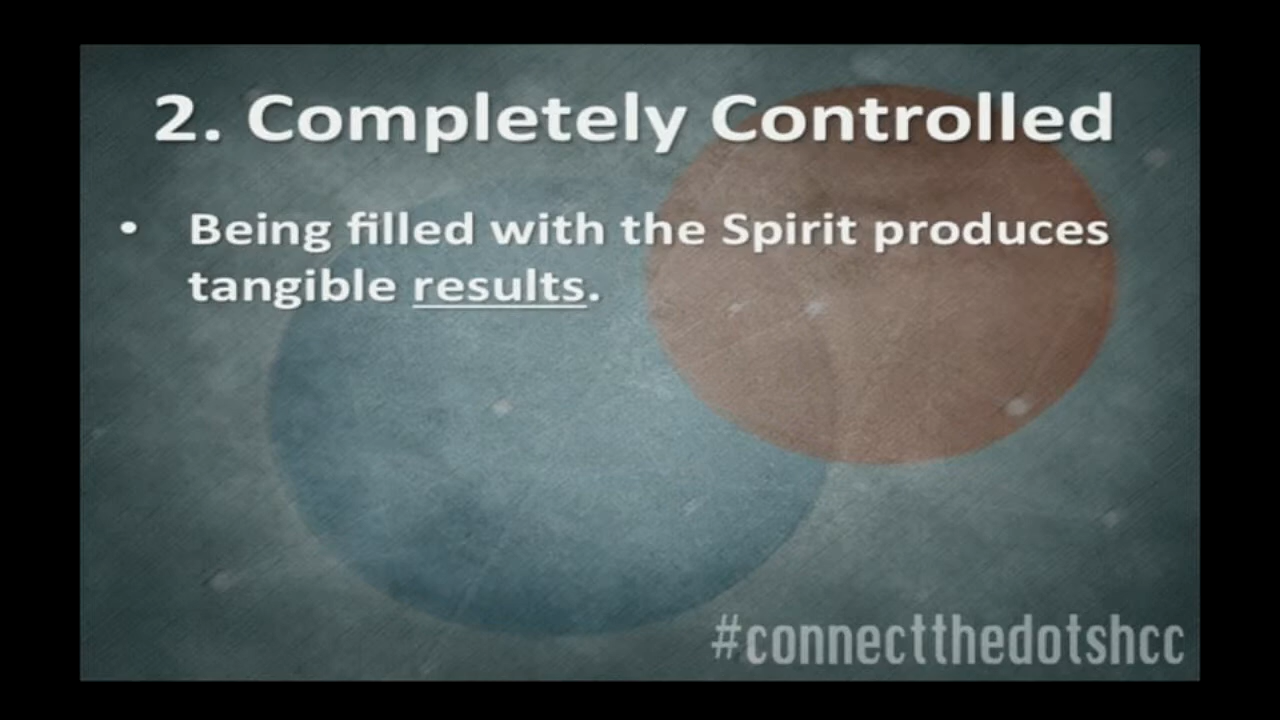 2. Completely Controlled
• Being filled with the Spirit produces
tangible results.
#connectthedotshcc